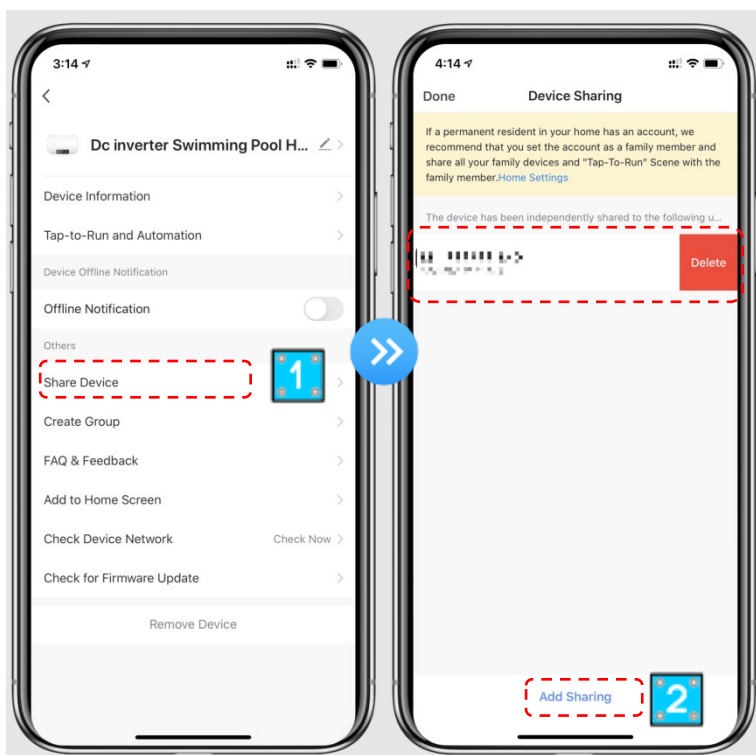 3:14
Dc inverter Swimming Pool H...
Device Information
Tap-to-Run and Automation
Device Offline Notification
Offline Notification
Others
Share Device
1
Create Group
FAQ & Feedback
Add to Home Screen
Check Device Network Check Now
Check for Firmware Update
Remove Device
4:14
Done Device Sharing
If a permanent resident in your home has an account, we
recommend that you set the account as a family member and
share all your family devices and "Tap-To-Run" Scene with the
family member.Home Settings
The device has been independently shared to the following u...
Delete
Add Sharing
2